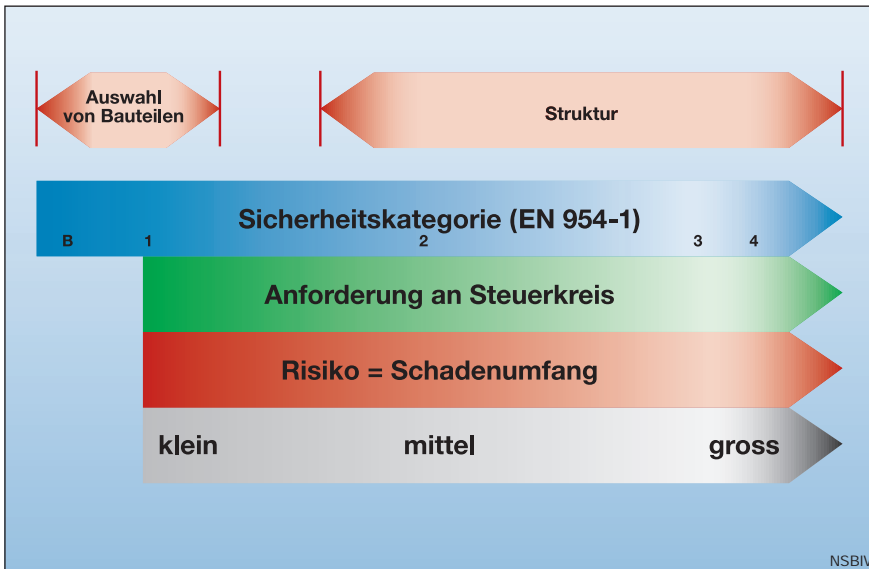 Auswahl
von Bauteilen
Struktur
Sicherheitskategorie (EN 954-1)
B 1 2 3 4
Anforderung an Steuerkreis
Risiko = Schadenumfang
klein mittel gross
NSBIV